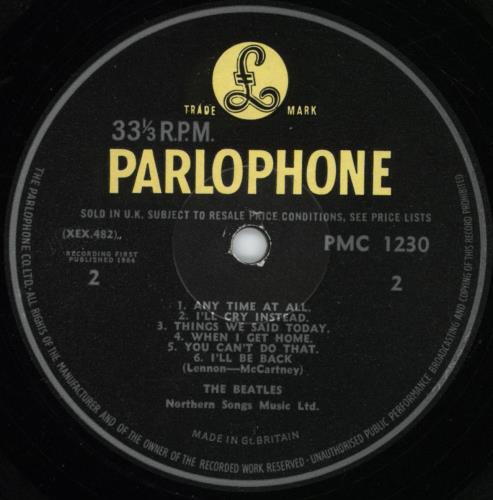 £
TRADE MARK
33⅓ R.P.M.
PARLOPHONE
SOLD IN U.K. SUBJECT TO RESALE PRICE CONDITIONS, SEE PRICE LISTS
(XEX.482).
PMC 1230
RECORDING FIRST
PUBLISHED 1964
2
2
1. ANY TIME AT ALL.
2. I'LL CRY INSTEAD.
3. THINGS WE SAID TODAY.
4. WHEN I GET HOME.
5. YOU CAN'T DO THAT.
6. I'LL BE BACK
(Lennon—McCartney)
THE BEATLES
Northern Songs Music Ltd.
MADE IN Gt. BRITAIN
THE PARLOPHONE CO. LTD. ALL RIGHTS OF THE MANUFACTURER AND OF THE OWNER OF THE RECORDED WORK RESERVED - UNAUTHORISED PUBLIC PERFORMANCE BROADCASTING AND COPYING OF THIS RECORD PROHIBITED